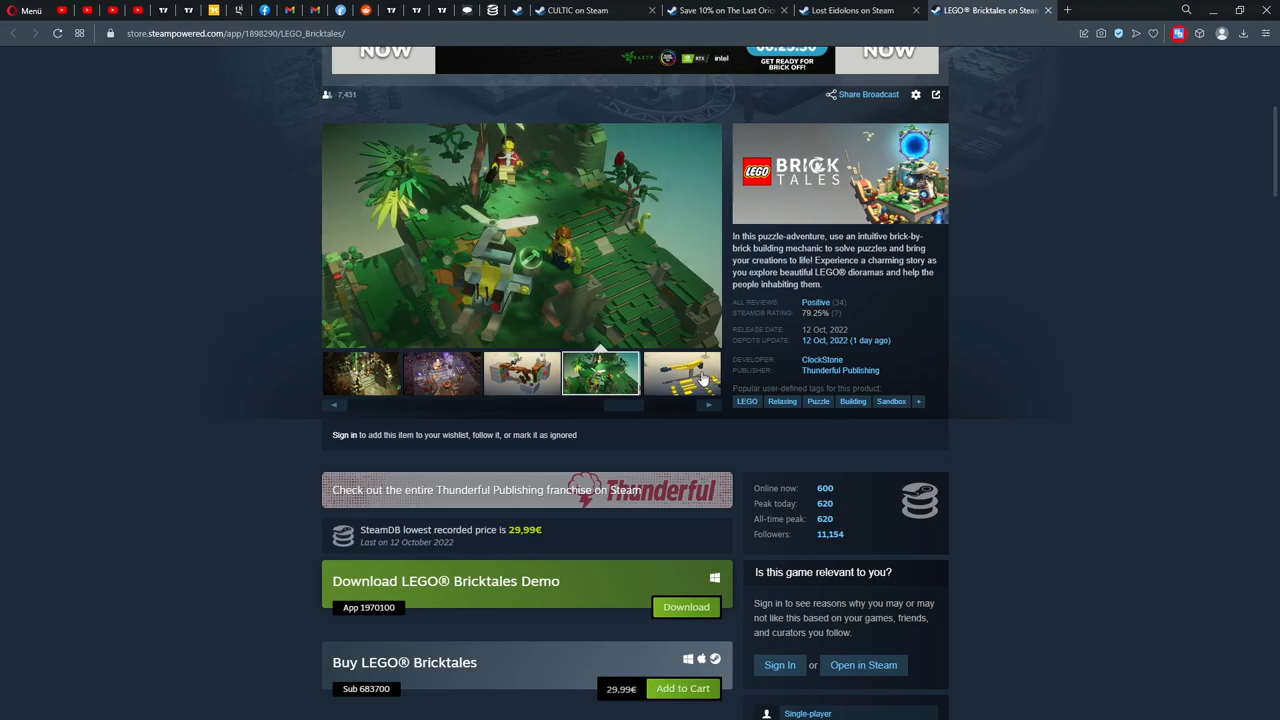 Menü
CULTIC on Steam
Save 10% on The Last Oric
Lost Eidolons on Steam
LEGO® Bricktales on Stean
store.steampowered.com/app/1898290/LEGO_Bricktales/
NOW
RAZER
RTX
intel
00:23:30
GET READY FOR
BRICK OFF!
NOW
7,431
Share Broadcast
LEGO
BRICK
TALES
In this puzzle-adventure, use an intuitive brick-by-
brick building mechanic to solve puzzles and bring
your creations to life! Experience a charming story as
you explore beautiful LEGO® dioramas and help the
people inhabiting them.
ALL REVIEWS: Positive (34)
STEAMDB RATING: 79.25% (?)
RELEASE DATE: 12 Oct, 2022
DEPOTS UPDATE: 12 Oct, 2022 (1 day ago)
DEVELOPER: ClockStone
PUBLISHER: Thunderful Publishing
Popular user-defined tags for this product:
LEGO Relaxing Puzzle Building Sandbox +
Sign in to add this item to your wishlist, follow it, or mark it as ignored
Check out the entire Thunderful Publishing franchise on Steam
Thunderful
SteamDB lowest recorded price is 29,99€
Last on 12 October 2022
Download LEGO® Bricktales Demo
App 1970100
Download
Buy LEGO® Bricktales
Sub 683700
29,99€
Add to Cart
Online now: 600
Peak today: 620
All-time peak: 620
Followers: 11,154
Is this game relevant to you?
Sign in to see reasons why you may or may
not like this based on your games, friends,
and curators you follow.
Sign In or Open in Steam
Single-player